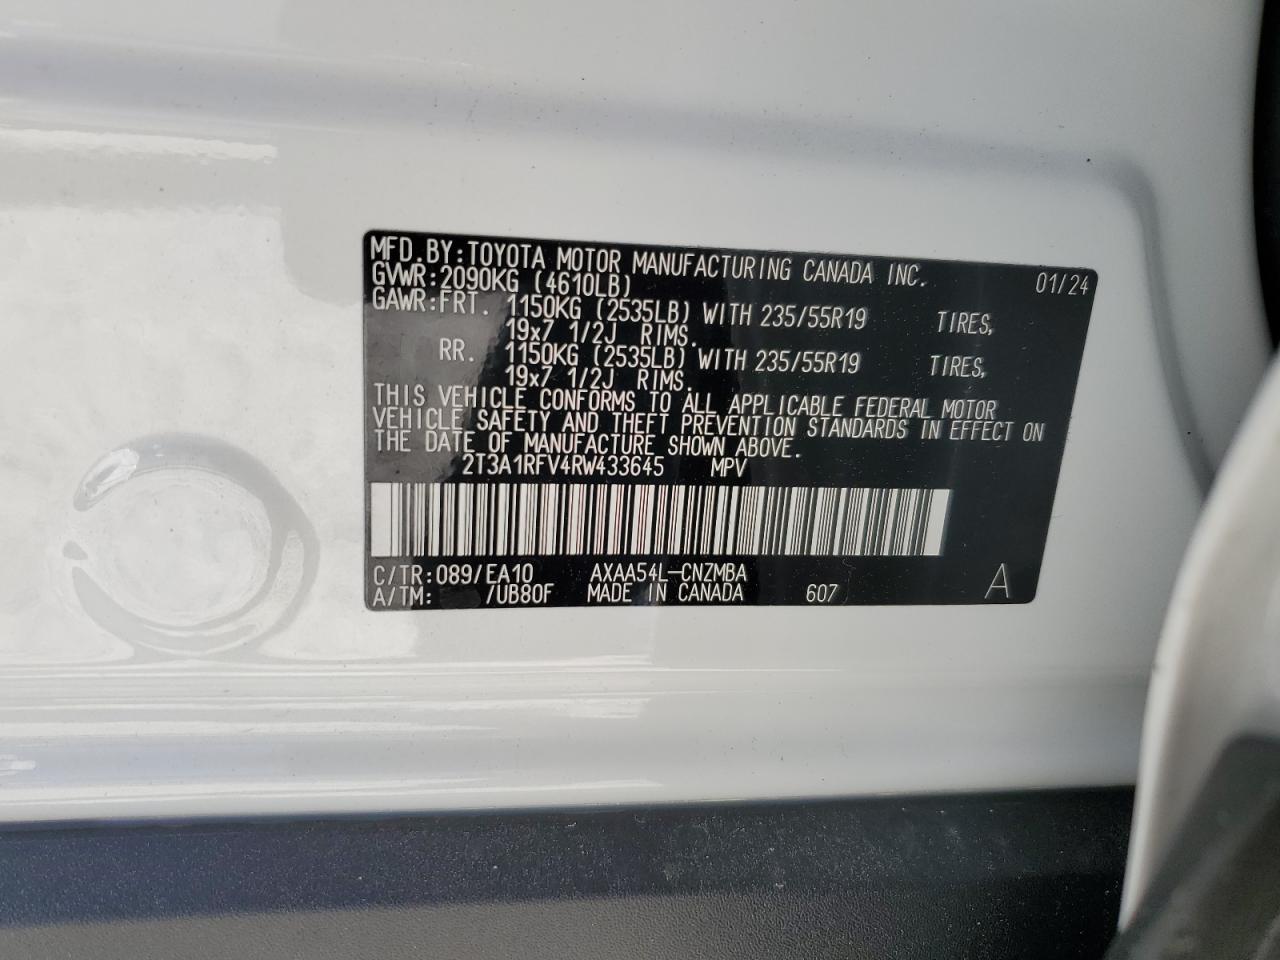 MFD.BY:TOYOTA MOTOR MANUFACTURING CANADA INC. 01/24
GVWR:2090KG (4610LB)
GAWR:FRT. 1150KG (2535LB) WITH 235/55R19 TIRES,
19x7 1/2J RIMS.
RR. 1150KG (2535LB) WITH 235/55R19 TIRES,
19x7 1/2J RIMS.
THIS VEHICLE CONFORMS TO ALL APPLICABLE FEDERAL MOTOR
VEHICLE SAFETY AND THEFT PREVENTION STANDARDS IN EFFECT ON
THE DATE OF MANUFACTURE SHOWN ABOVE.
2T3A1RFV4RW433645 MPV
C/TR:089/EA10 AXAA54L-CNZMBA
A/TM: /UB80F MADE IN CANADA 607 A